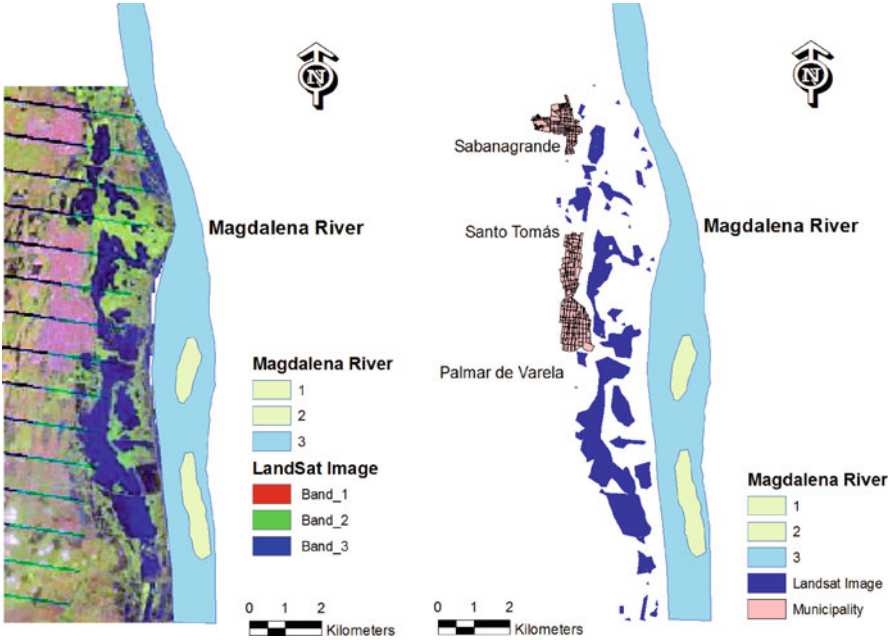 N
Magdalena River
Magdalena River
1
2
3
LandSat Image
Band_1
Band_2
Band_3
0 1 2
Kilometers
N
Sabanagrande
Santo Tomás
Magdalena River
Palmar de Varela
Magdalena River
1
2
3
Landsat Image
Municipality
0 1 2
Kilometers